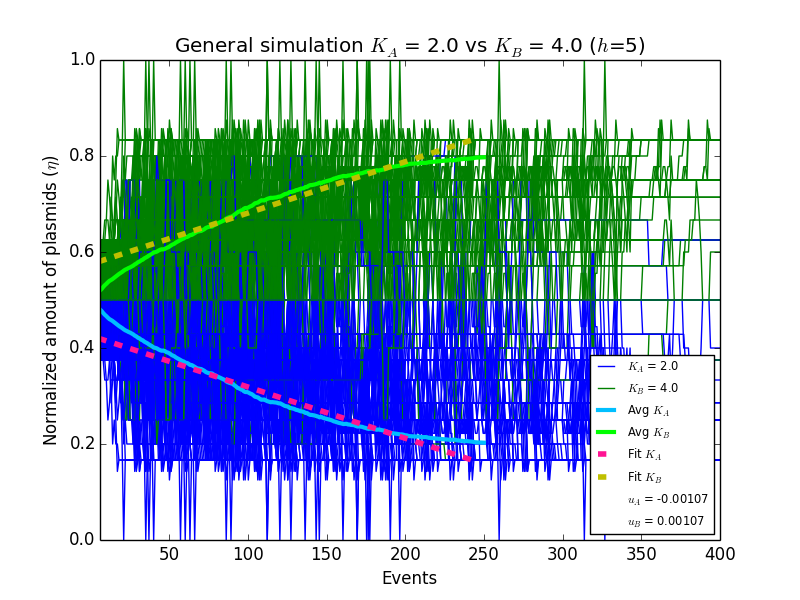 General simulation K_A = 2.0 vs K_B = 4.0 (h=5)
1.0
0.8
0.6
0.4
0.2
0.0
Normalized amount of plasmids (η)
K_A = 2.0
K_B = 4.0
Avg K_A
Avg K_B
Fit K_A
Fit K_B
u_A = -0.00107
u_B = 0.00107
50 100 150 200 250 300 350 400
Events